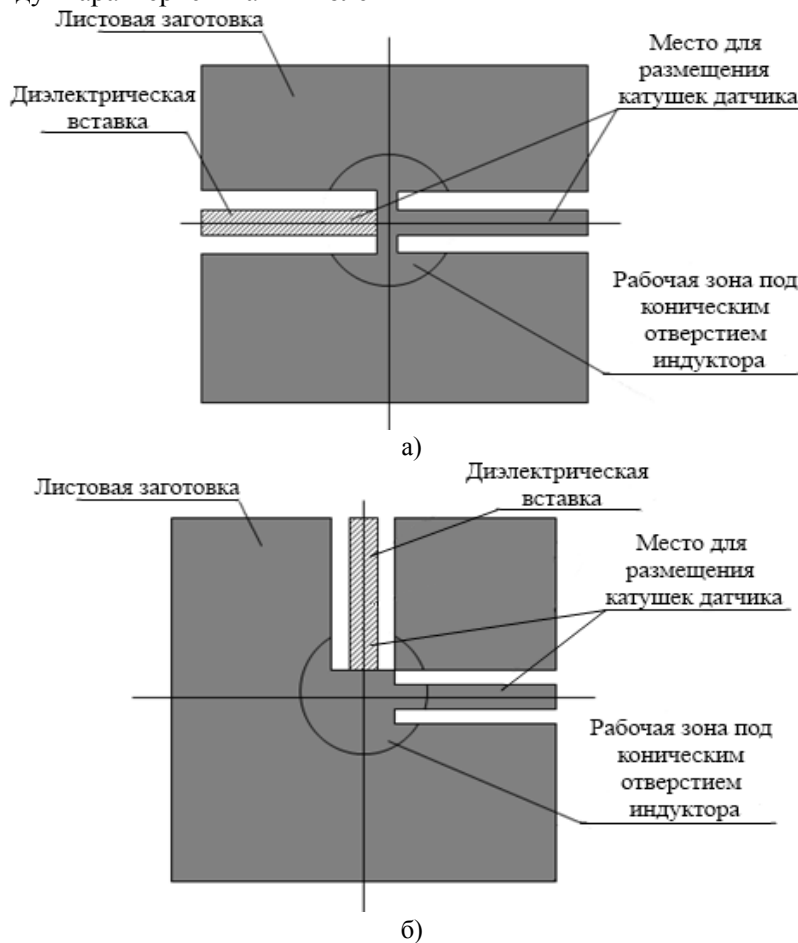 Листовая заготовка
Место для
размещения
катушек датчика
Диэлектрическая
вставка
Рабочая зона под
коническим
отверстием
индуктора
а)
Диэлектрическая
вставка
Листовая заготовка
Место для
размещения
катушек датчика
Рабочая зона под
коническим
отверстием
индуктора
б)